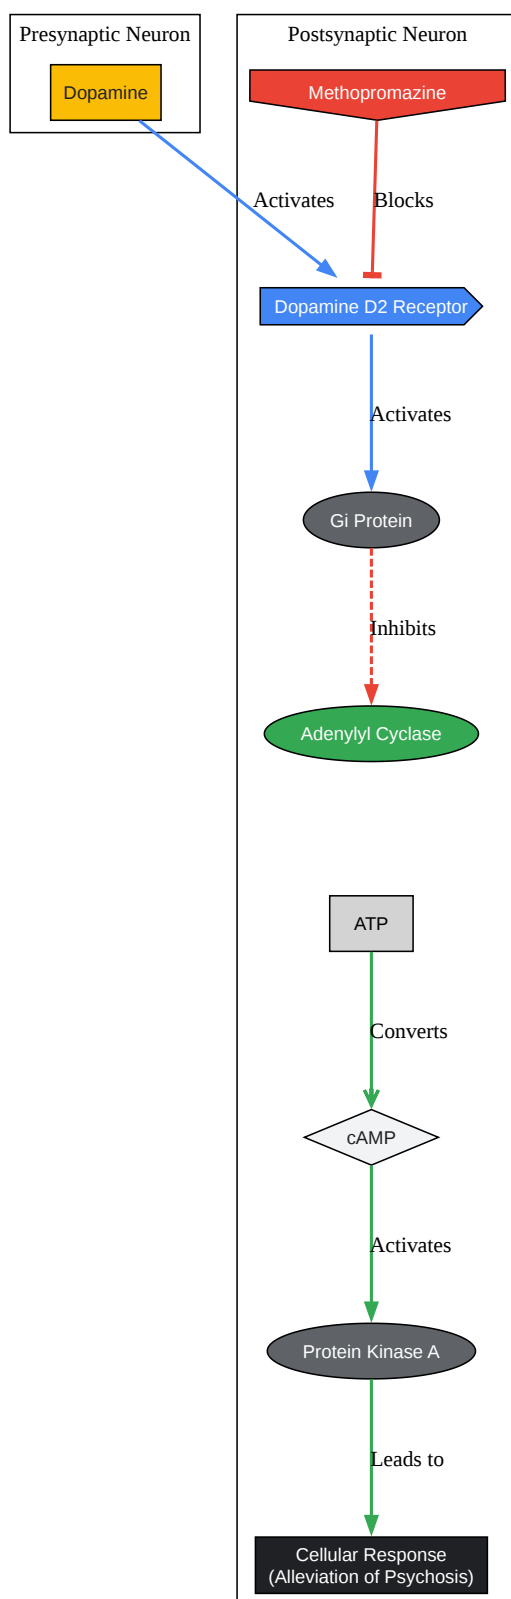 Presynaptic Neuron
Postsynaptic Neuron
Dopamine
Methopromazine
Activates
Blocks
Dopamine D2 Receptor
Activates
Gi Protein
Inhibits
Adenylyl Cyclase
ATP
Converts
cAMP
Activates
Protein Kinase A
Leads to
Cellular Response
(Alleviation of Psychosis)